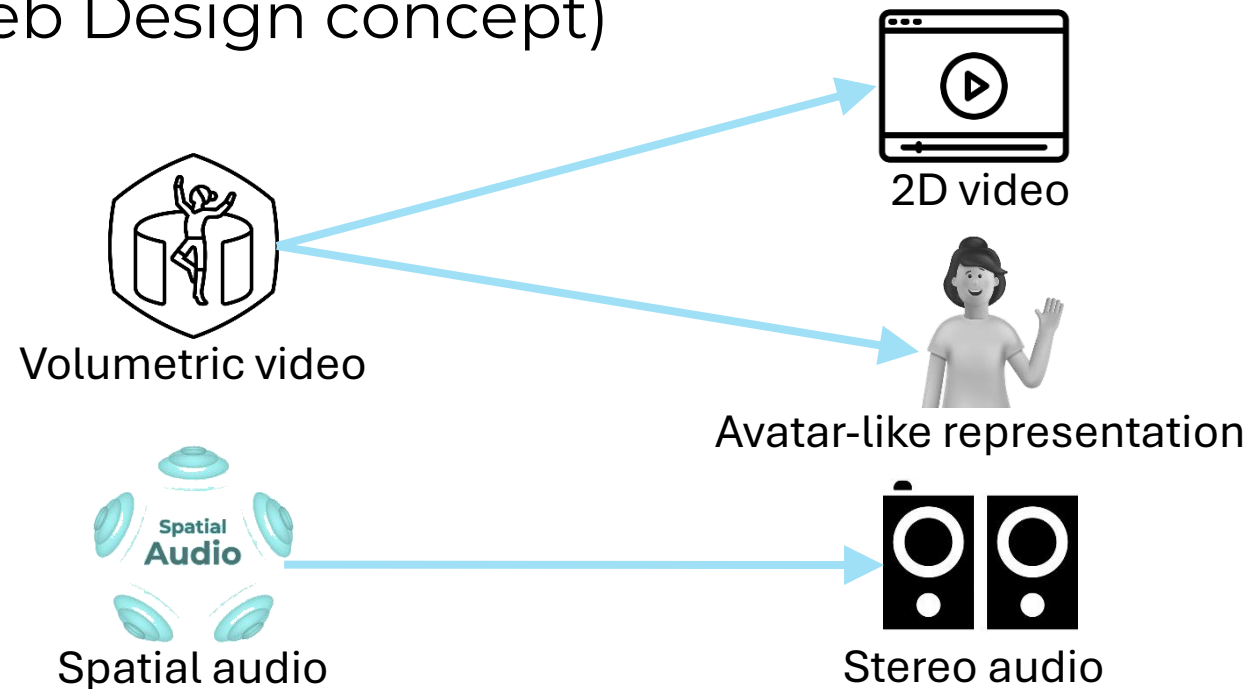 eb Design concept)
2D video
Volumetric video
Avatar-like representation
Spatial
Audio
Spatial audio
Stereo audio